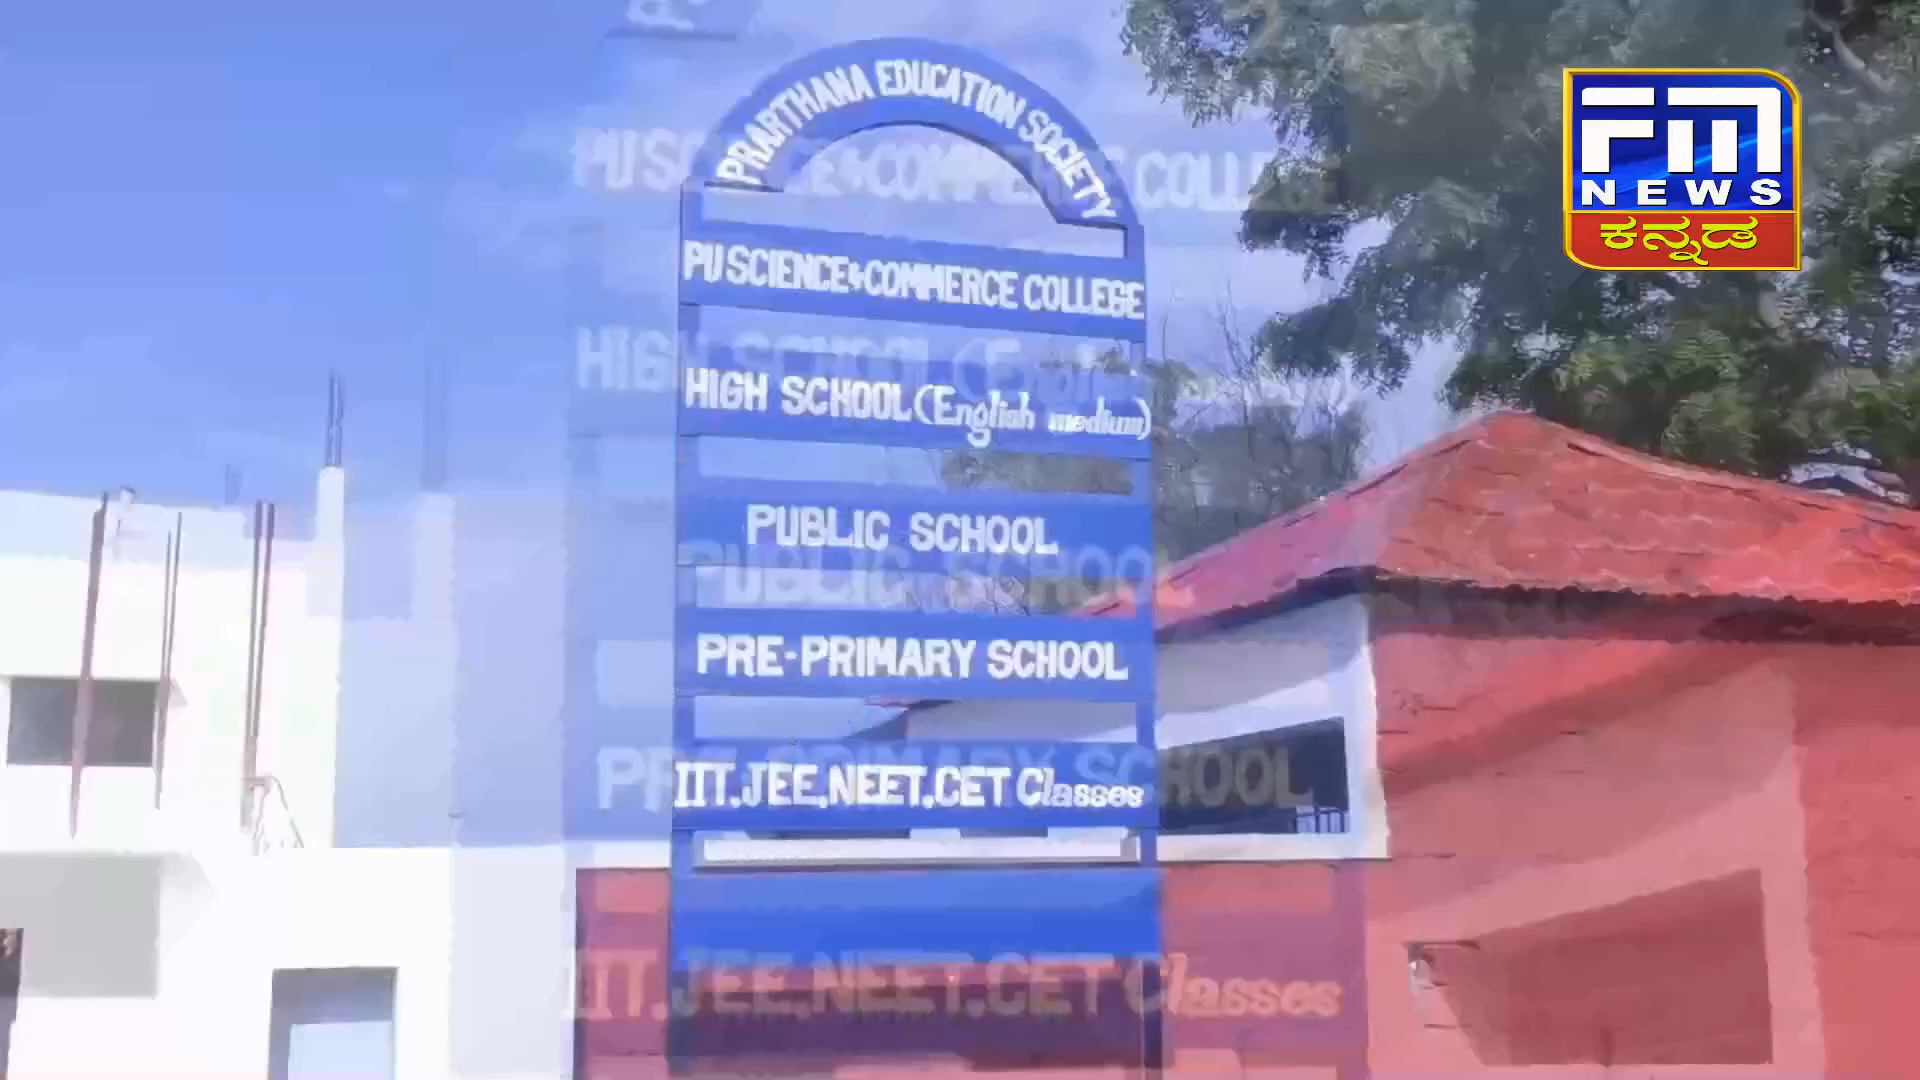 PRARTHANA EDUCATION SOCIETY
PU SCIENCE & COMMERCE COLLEGE
HIGH SCHOOL (English medium)
PUBLIC SCHOOL
PRE-PRIMARY SCHOOL
IIT.JEE.NEET.CET Classes
FM
NEWS
ಕನ್ನಡ